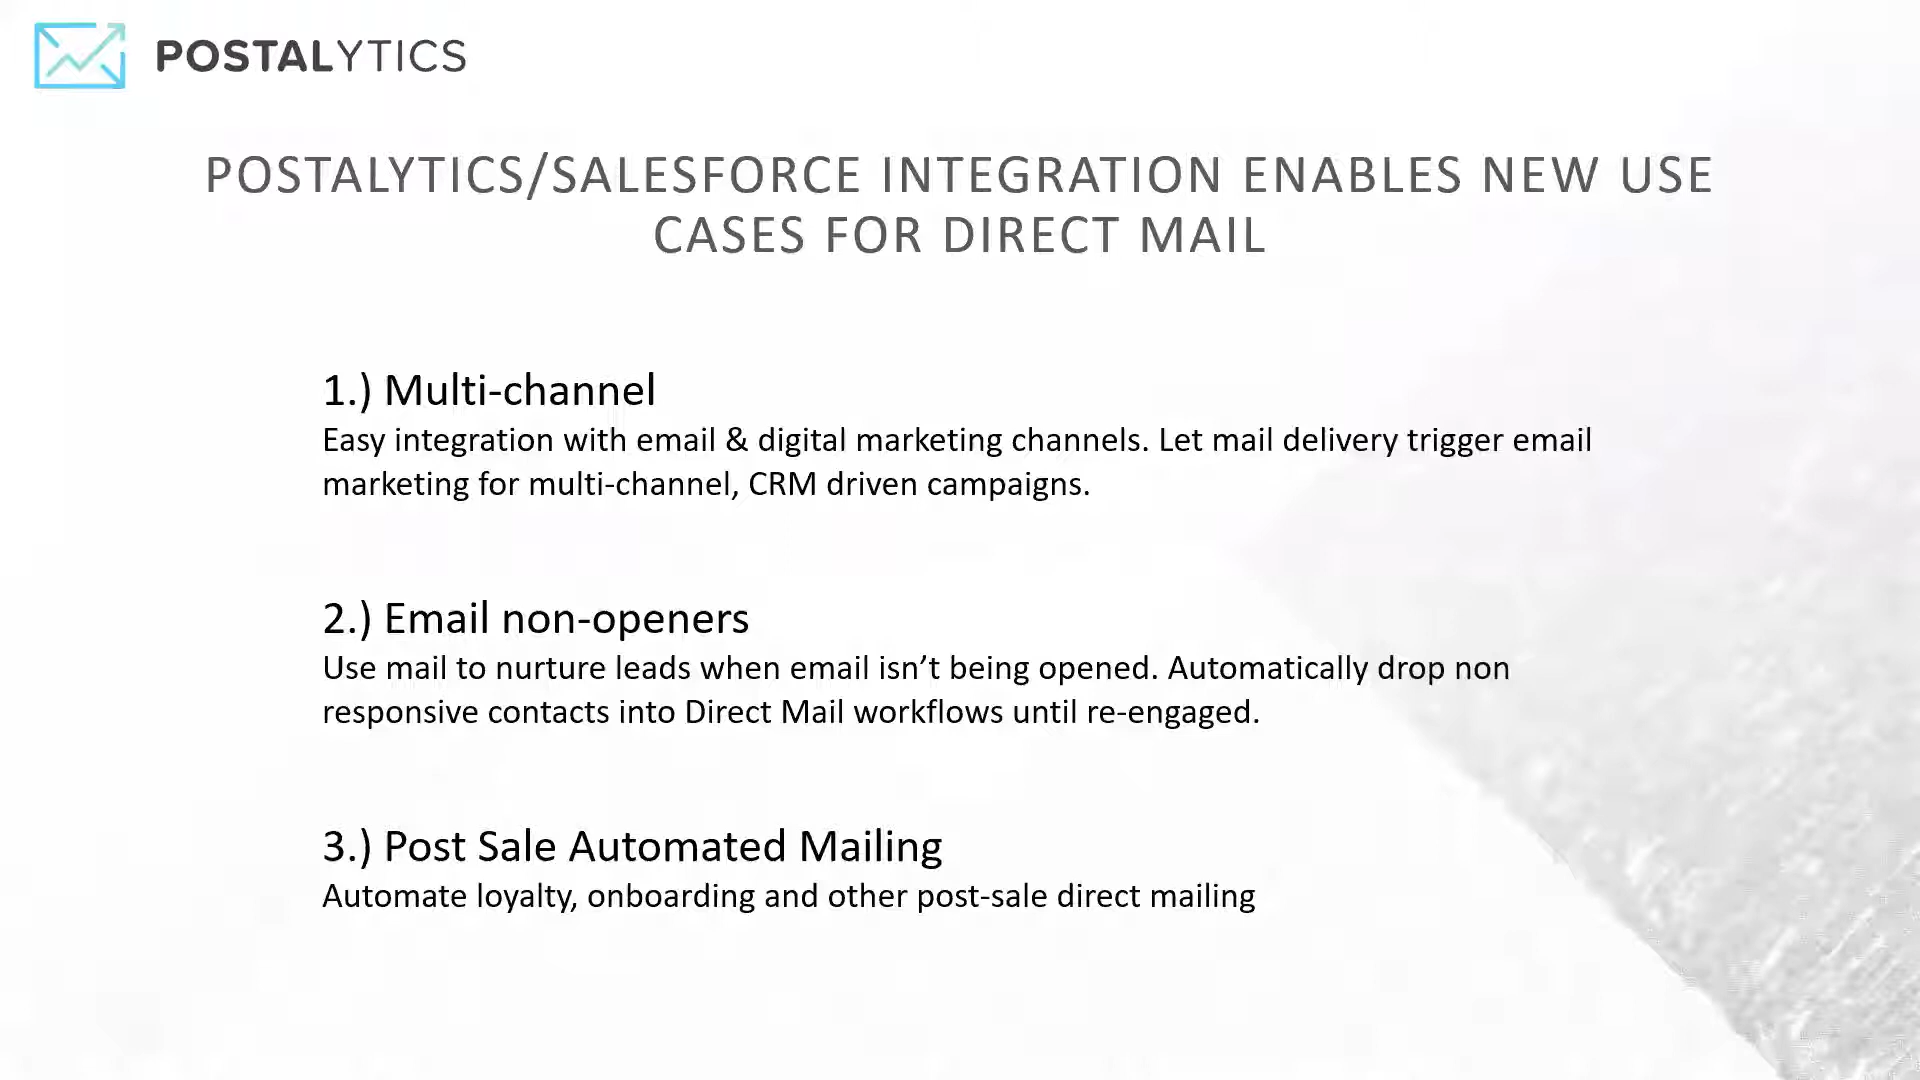 POSTALYTICS
POSTALYTICS/SALESFORCE INTEGRATION ENABLES NEW USE
CASES FOR DIRECT MAIL
1.) Multi-channel
Easy integration with email & digital marketing channels. Let mail delivery trigger email
marketing for multi-channel, CRM driven campaigns.
2.) Email non-openers
Use mail to nurture leads when email isn’t being opened. Automatically drop non
responsive contacts into Direct Mail workflows until re-engaged.
3.) Post Sale Automated Mailing
Automate loyalty, onboarding and other post-sale direct mailing